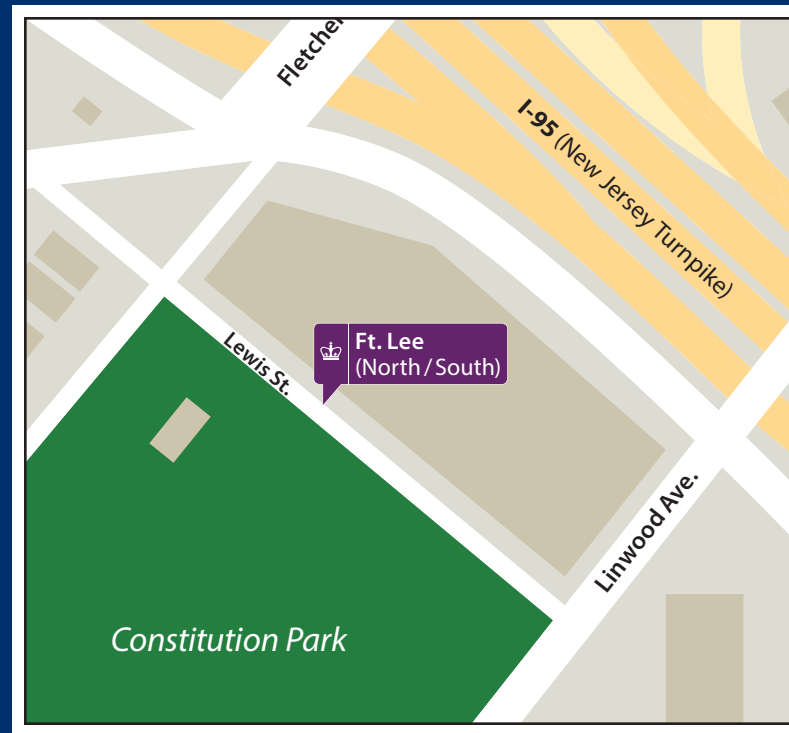 Fletcher
I-95 (New Jersey Turnpike)
Ft. Lee
(North/South)
Lewis St.
Linwood Ave.
Constitution Park